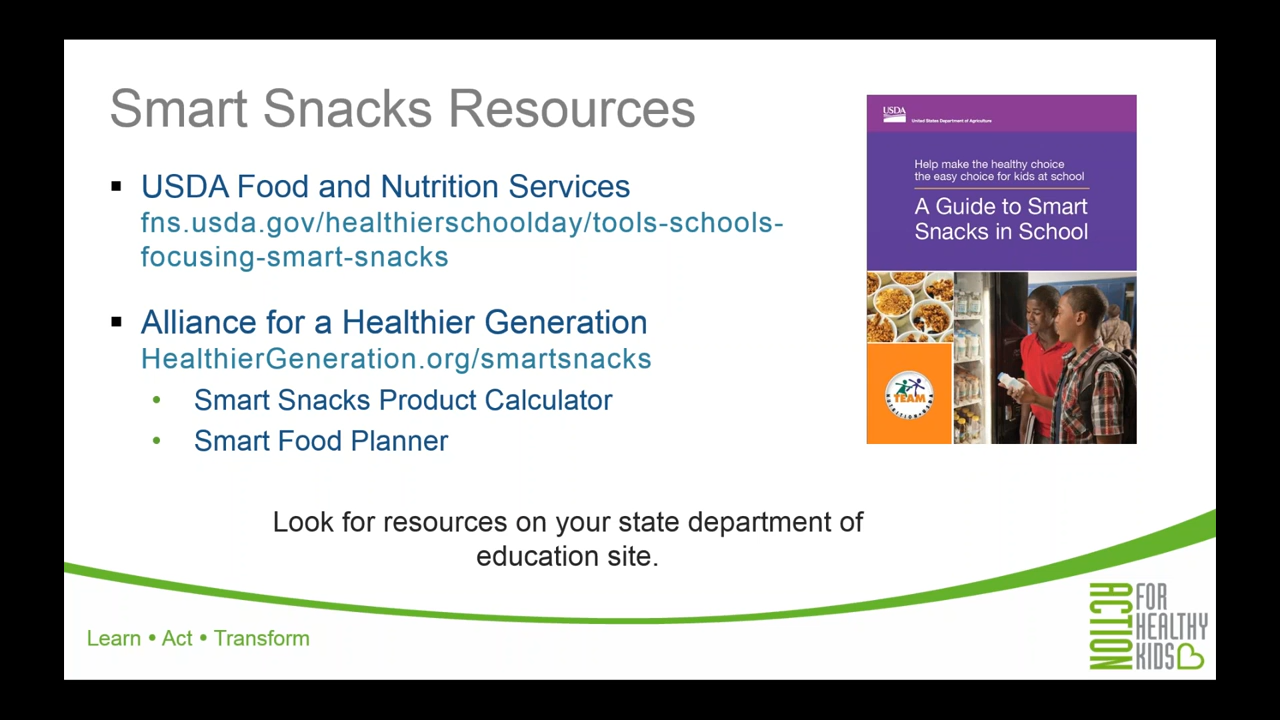 Smart Snacks Resources
▪ USDA Food and Nutrition Services
fns.usda.gov/healthierschoolday/tools-schools-
focusing-smart-snacks
▪ Alliance for a Healthier Generation
HealthierGeneration.org/smartsnacks
• Smart Snacks Product Calculator
• Smart Food Planner
Look for resources on your state department of
education site.
USDA
United States Department of Agriculture
Help make the healthy choice
the easy choice for kids at school
A Guide to Smart
Snacks in School
TEAM
NUTRITION
Learn • Act • Transform
ACTION
FOR
HEALTHY
KIDS